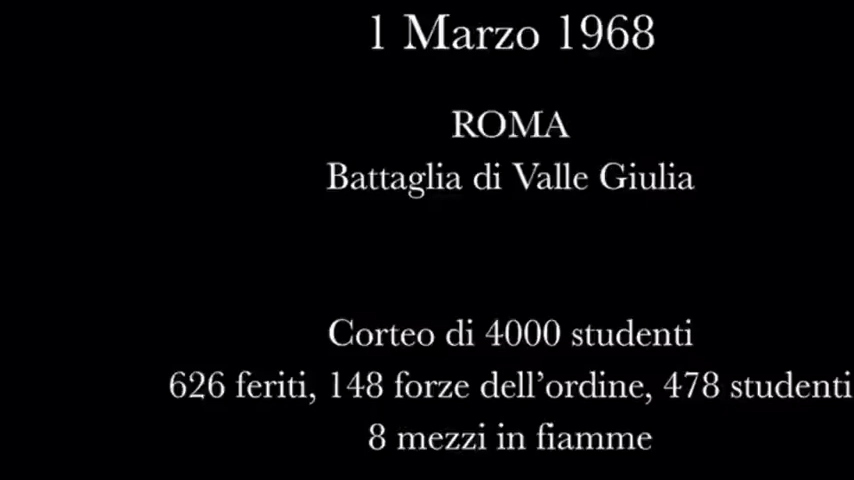 1 Marzo 1968
ROMA
Battaglia di Valle Giulia
Corteo di 4000 studenti
626 feriti, 148 forze dell’ordine, 478 studenti
8 mezzi in fiamme